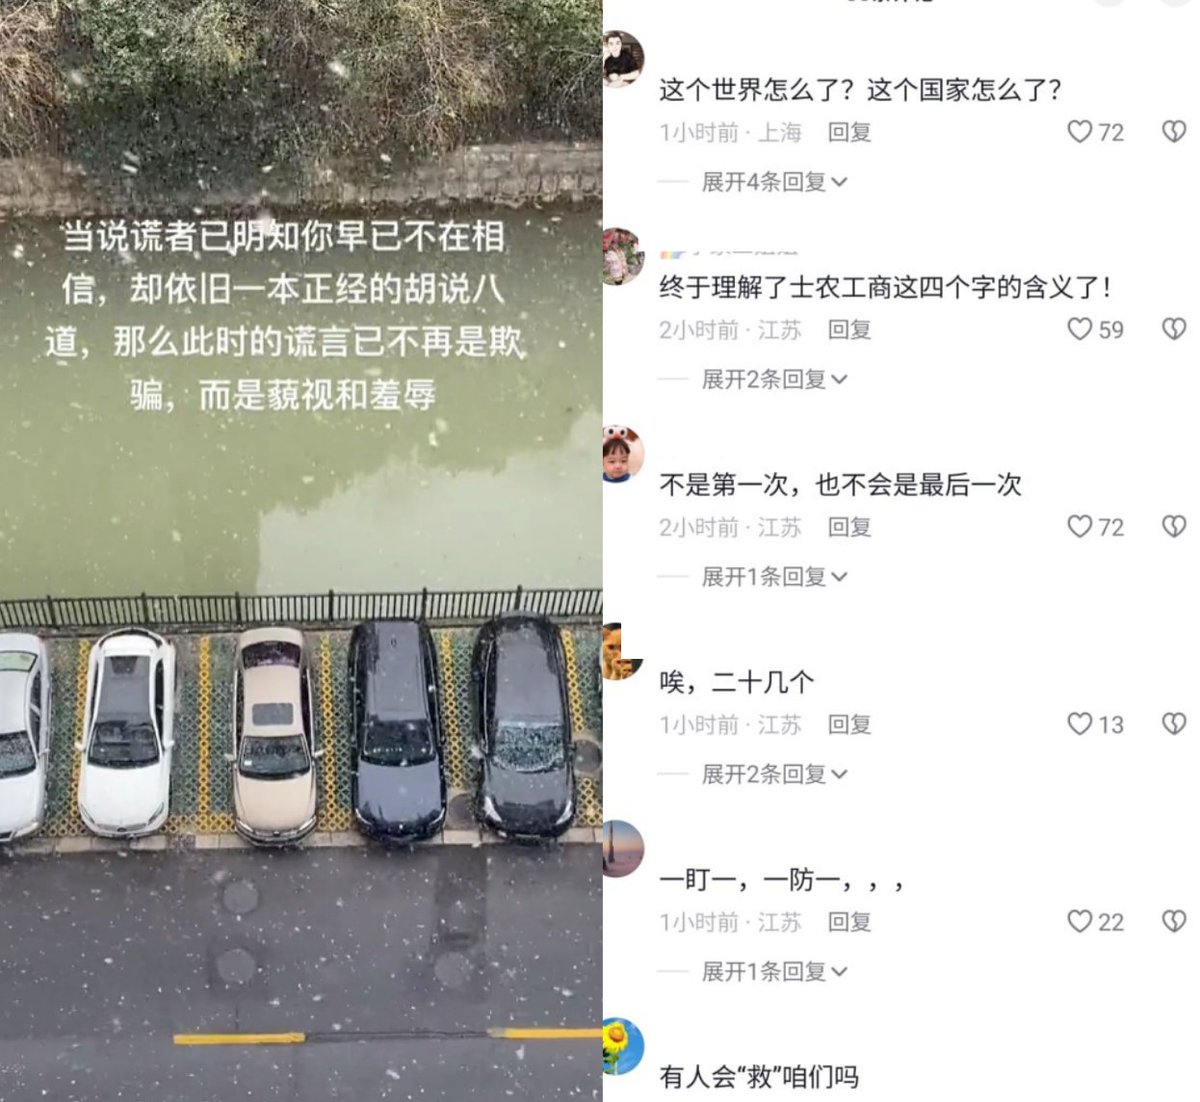 当说谎者已明知你早已不在相
信，却依旧一本正经的胡说八
道，那么此时的谎言已不再是欺
骗，而是藐视和羞辱
这个世界怎么了？这个国家怎么了？
1小时前 · 上海 回复 72
展开4条回复
终于理解了士农工商这四个字的含义了！
2小时前 · 江苏 回复 59
展开2条回复
不是第一次，也不会是最后一次
2小时前 · 江苏 回复 72
展开1条回复
唉，二十几个
1小时前 · 江苏 回复 13
展开2条回复
一盯一，一防一，，，
1小时前 · 江苏 回复 22
展开1条回复
有人会“救”咱们吗